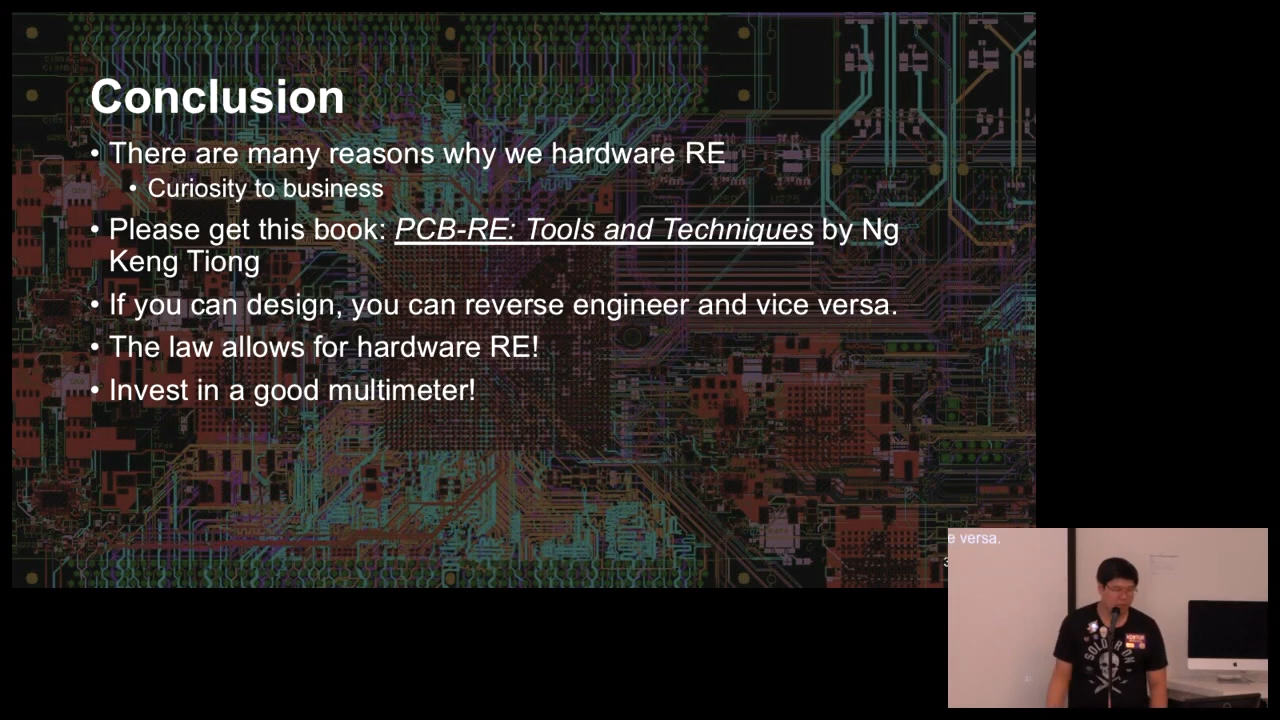 Conclusion
• There are many reasons why we hardware RE
• Curiosity to business
• Please get this book: PCB-RE: Tools and Techniques by Ng
Keng Tiong
• If you can design, you can reverse engineer and vice versa.
• The law allows for hardware RE!
• Invest in a good multimeter!
e versa.
SOLDER ON